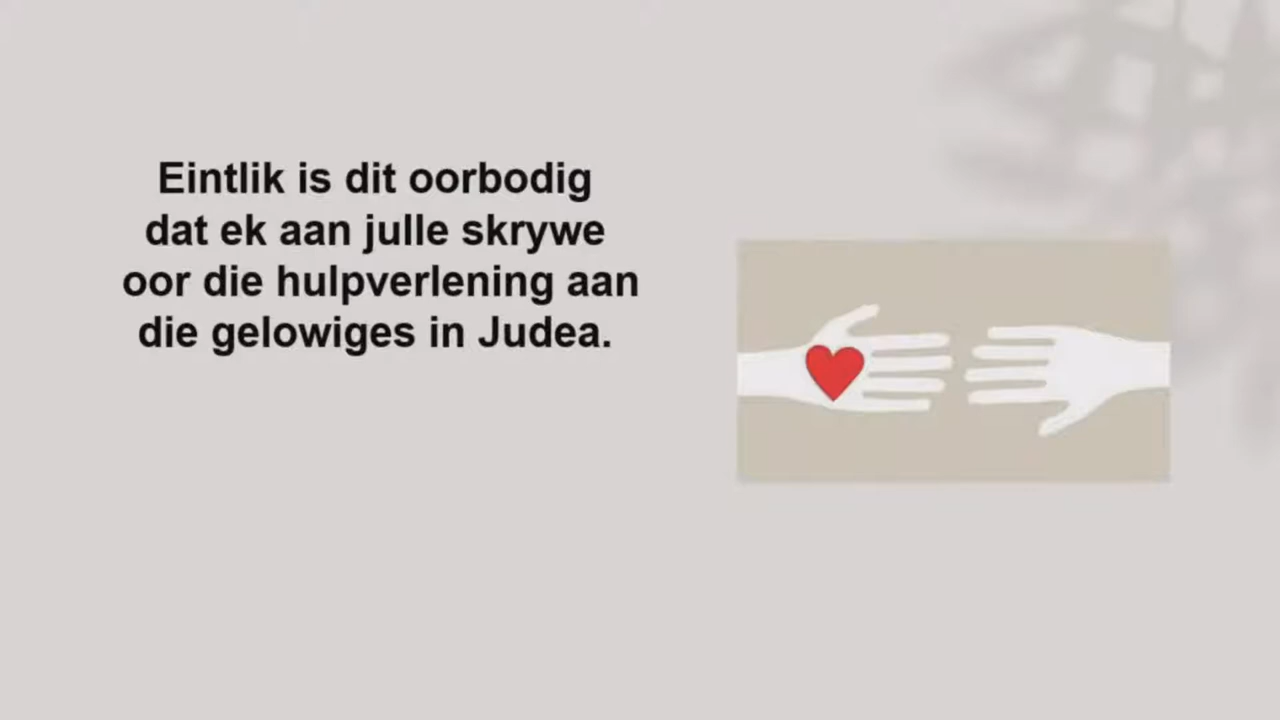 Eintlik is dit oorbodig
dat ek aan julle skrywe
oor die hulpverlening aan
die gelowiges in Judea.